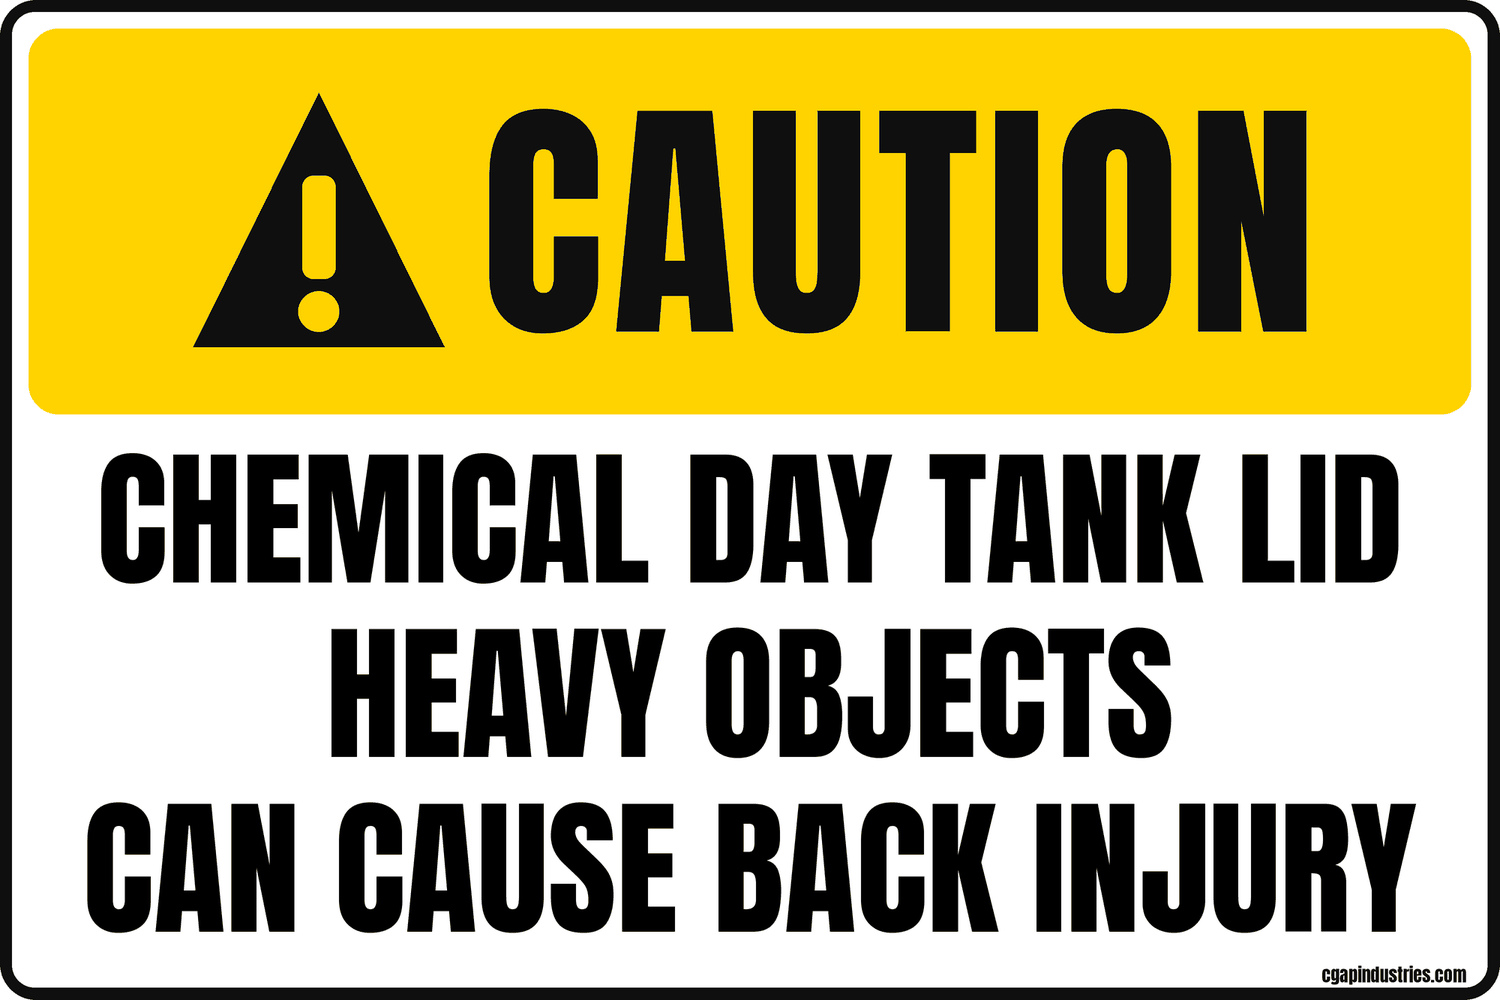 CAUTION
CHEMICAL DAY TANK LID
HEAVY OBJECTS
CAN CAUSE BACK INJURY
cgapindustries.com